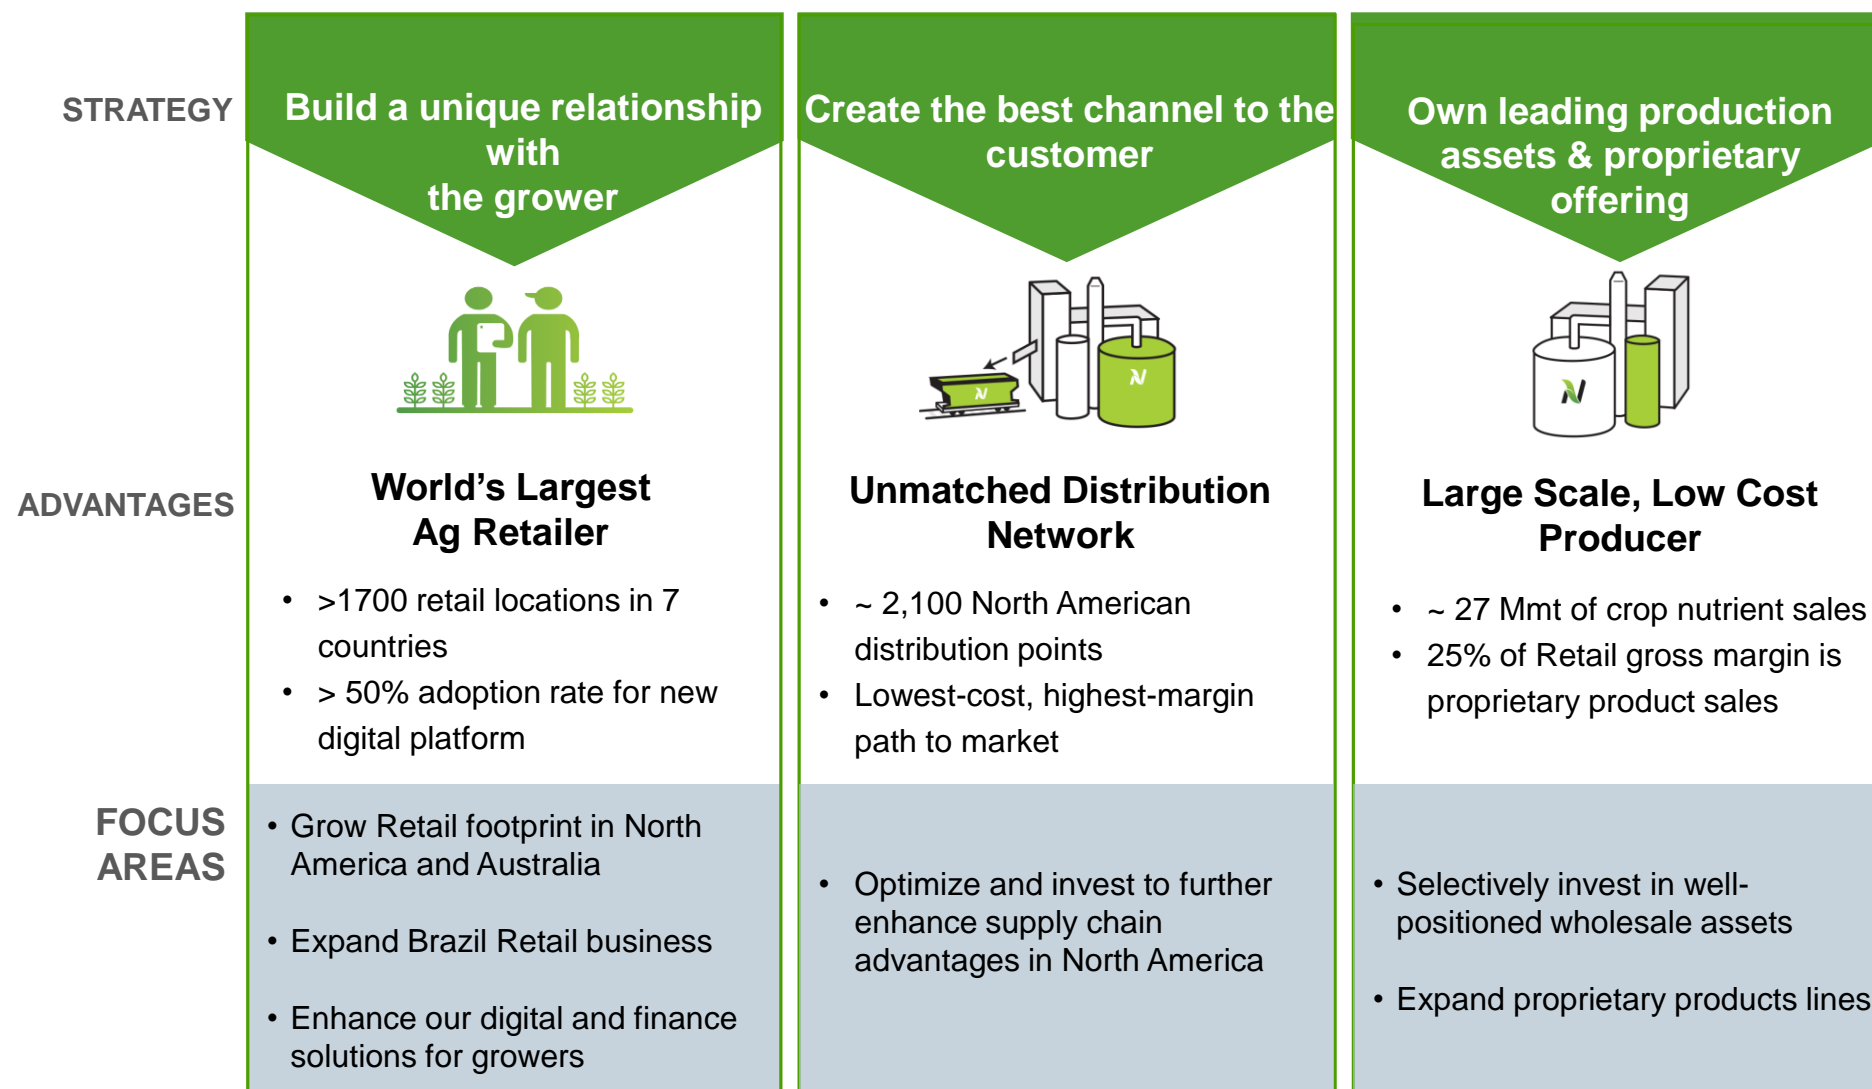 STRATEGY
Build a unique relationship
with
the grower
Create the best channel to the
customer
Own leading production
assets & proprietary
offering
ADVANTAGES
World’s Largest
Ag Retailer
• >1700 retail locations in 7
countries
• > 50% adoption rate for new
digital platform
Unmatched Distribution
Network
• ~ 2,100 North American
distribution points
• Lowest-cost, highest-margin
path to market
Large Scale, Low Cost
Producer
• ~ 27 Mmt of crop nutrient sales
• 25% of Retail gross margin is
proprietary product sales
FOCUS
AREAS
• Grow Retail footprint in North
America and Australia
• Expand Brazil Retail business
• Enhance our digital and finance
solutions for growers
• Optimize and invest to further
enhance supply chain
advantages in North America
• Selectively invest in well-
positioned wholesale assets
• Expand proprietary products lines